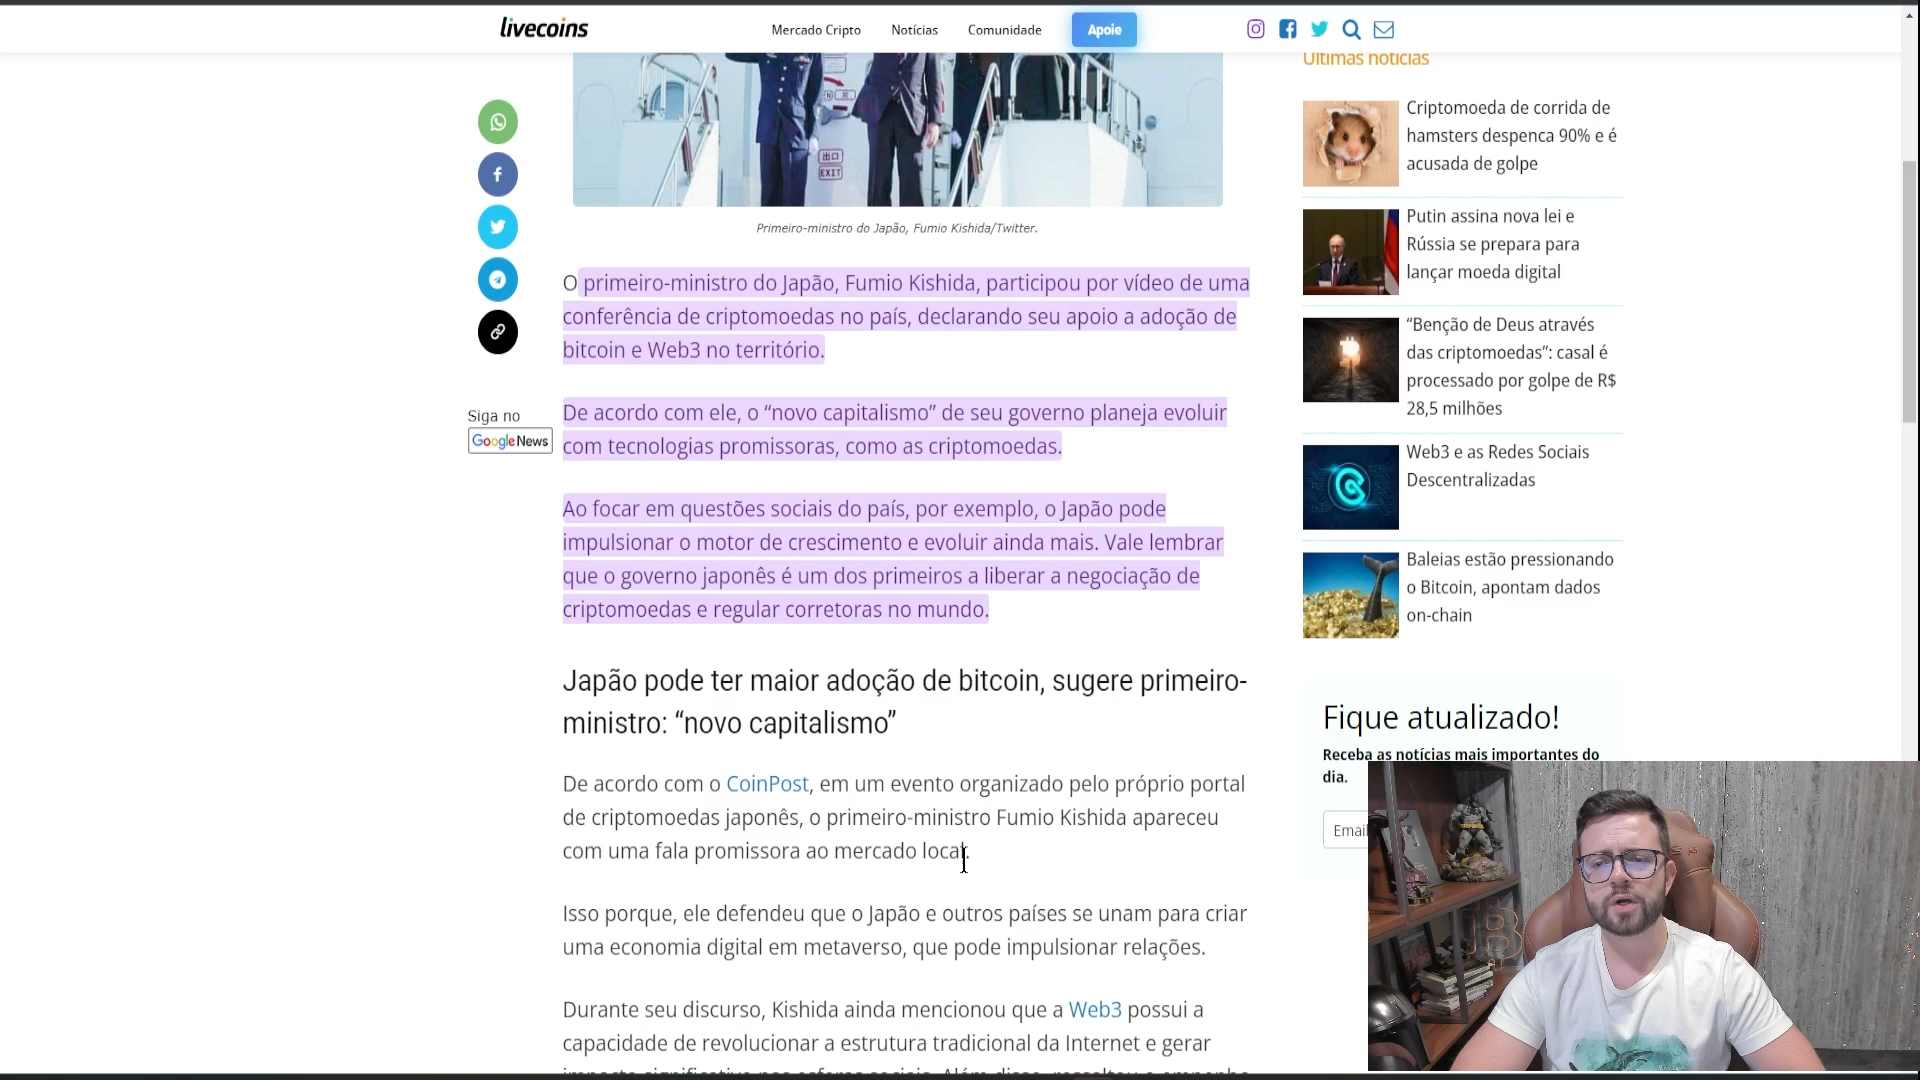 livecoins
Mercado Cripto
Notícias
Comunidade
Apoie
出口
EXIT
Primeiro-ministro do Japão, Fumio Kishida/Twitter.
Siga no
Google News
O primeiro-ministro do Japão, Fumio Kishida, participou por vídeo de uma
conferência de criptomoedas no país, declarando seu apoio a adoção de
bitcoin e Web3 no território.
De acordo com ele, o “novo capitalismo” de seu governo planeja evoluir
com tecnologias promissoras, como as criptomoedas.
Ao focar em questões sociais do país, por exemplo, o Japão pode
impulsionar o motor de crescimento e evoluir ainda mais. Vale lembrar
que o governo japonês é um dos primeiros a liberar a negociação de
criptomoedas e regular corretoras no mundo.
Japão pode ter maior adoção de bitcoin, sugere primeiro-
ministro: “novo capitalismo”
De acordo com o CoinPost, em um evento organizado pelo próprio portal
de criptomoedas japonês, o primeiro-ministro Fumio Kishida apareceu
com uma fala promissora ao mercado local.
Isso porque, ele defendeu que o Japão e outros países se unam para criar
uma economia digital em metaverso, que pode impulsionar relações.
Durante seu discurso, Kishida ainda mencionou que a Web3 possui a
capacidade de revolucionar a estrutura tradicional da Internet e gerar
impacto significativo nas esferas sociais. Além disso, ressaltou o empenho
Últimas notícias
Criptomoeda de corrida de
hamsters despenca 90% e é
acusada de golpe
Putin assina nova lei e
Rússia se prepara para
lançar moeda digital
“Benção de Deus através
das criptomoedas”: casal é
processado por golpe de R$
28,5 milhões
Web3 e as Redes Sociais
Descentralizadas
Baleias estão pressionando
o Bitcoin, apontam dados
on-chain
Fique atualizado!
Receba as notícias mais importantes do
dia.
Email